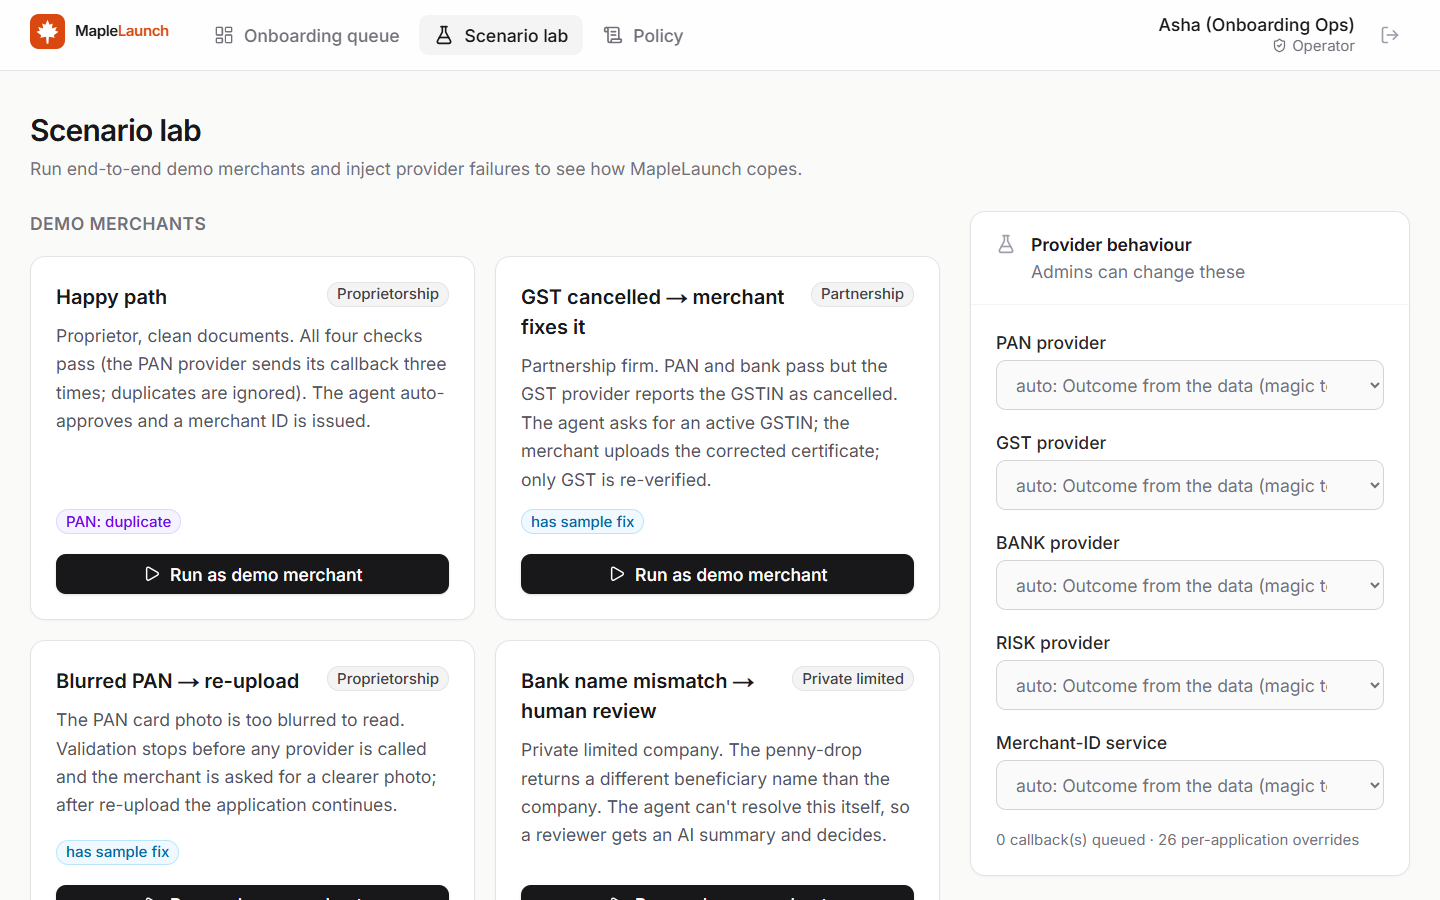 MapleLaunch
Onboarding queue
Scenario lab
Policy
Asha (Onboarding Ops)
Operator
Scenario lab
Run end-to-end demo merchants and inject provider failures to see how MapleLaunch copes.
DEMO MERCHANTS
Happy path
Proprietorship
Proprietor, clean documents. All four checks
pass (the PAN provider sends its callback three
times; duplicates are ignored). The agent auto-
approves and a merchant ID is issued.
PAN: duplicate
Run as demo merchant
GST cancelled → merchant
fixes it
Partnership
Partnership firm. PAN and bank pass but the
GST provider reports the GSTIN as cancelled.
The agent asks for an active GSTIN; the
merchant uploads the corrected certificate;
only GST is re-verified.
has sample fix
Run as demo merchant
Blurred PAN → re-upload
Proprietorship
The PAN card photo is too blurred to read.
Validation stops before any provider is called
and the merchant is asked for a clearer photo;
after re-upload the application continues.
has sample fix
Bank name mismatch →
human review
Private limited
Private limited company. The penny-drop
returns a different beneficiary name than the
company. The agent can't resolve this itself, so
a reviewer gets an AI summary and decides.
Provider behaviour
Admins can change these
PAN provider
auto: Outcome from the data (magic t
GST provider
auto: Outcome from the data (magic t
BANK provider
auto: Outcome from the data (magic t
RISK provider
auto: Outcome from the data (magic t
Merchant-ID service
auto: Outcome from the data (magic t
0 callback(s) queued · 26 per-application overrides